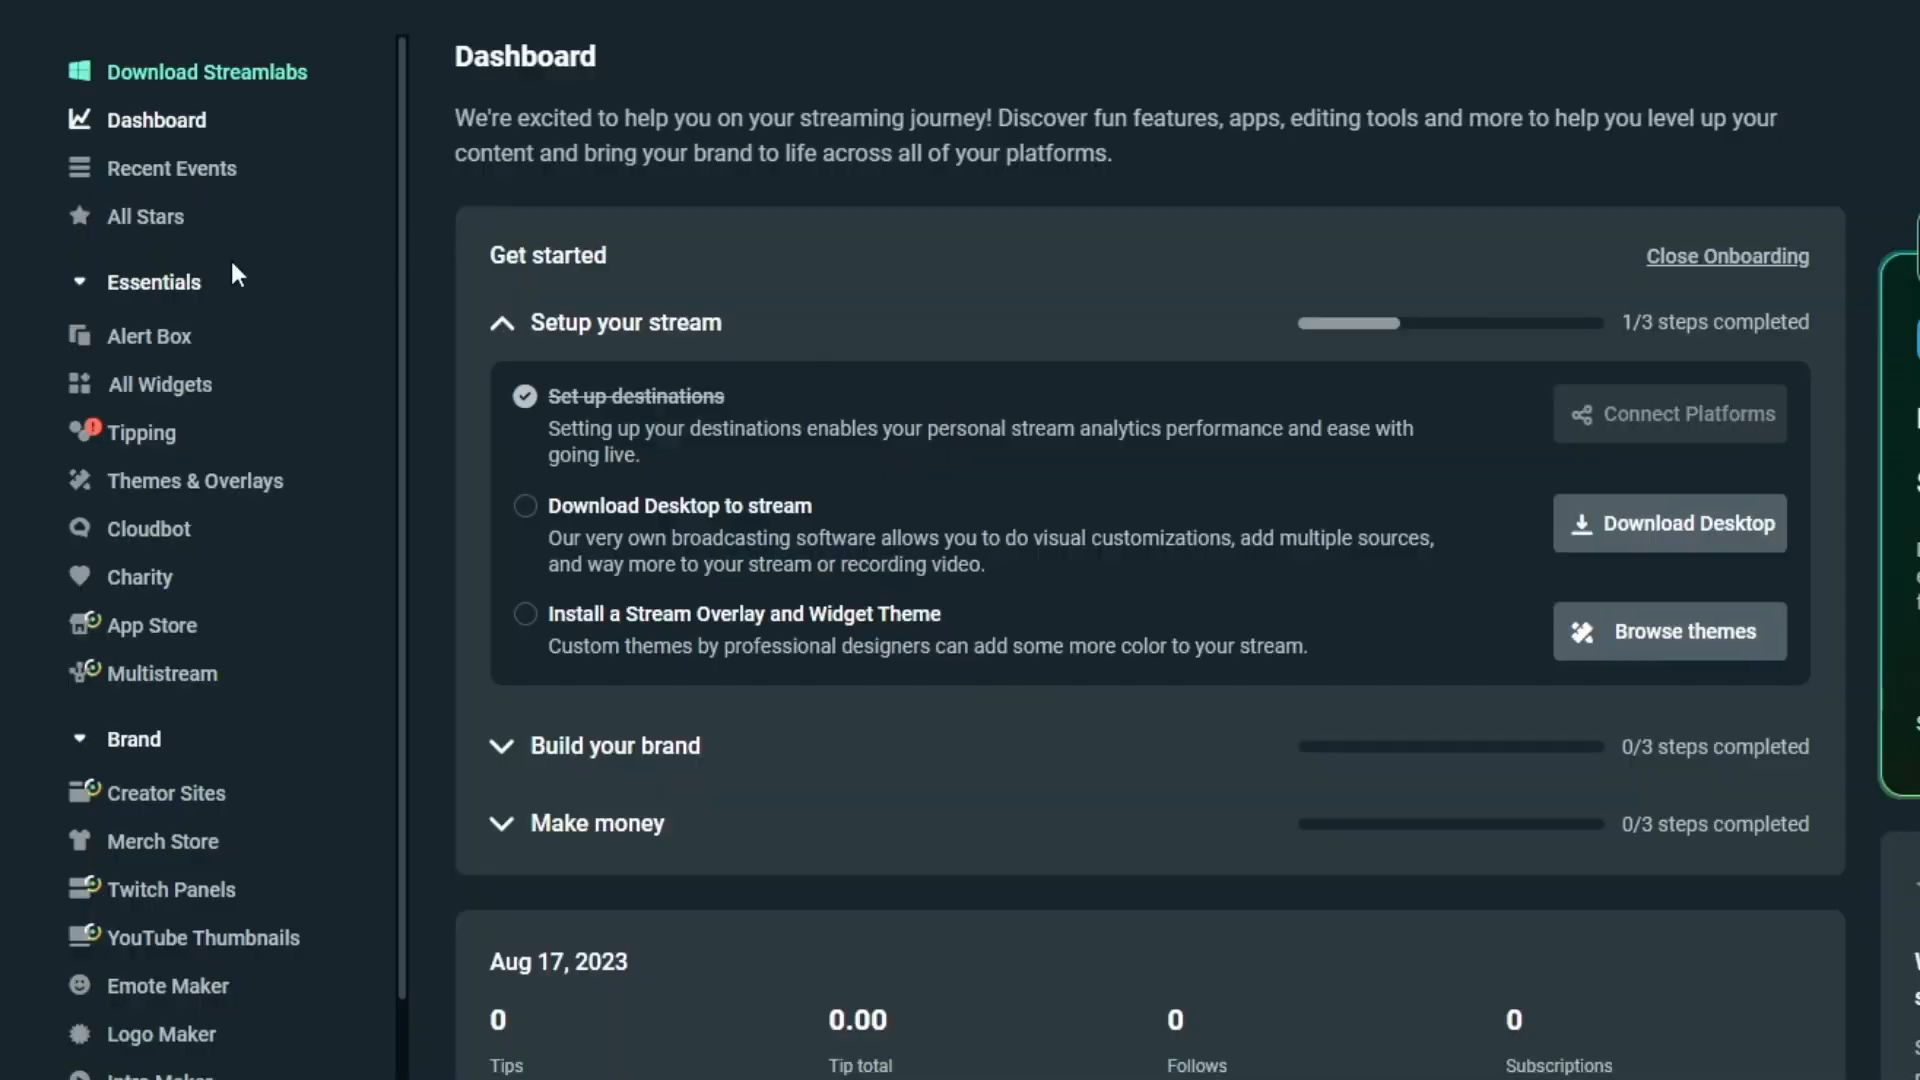 Download Streamlabs
Dashboard
Recent Events
All Stars
Essentials
Alert Box
All Widgets
Tipping
Themes & Overlays
Cloudbot
Charity
App Store
Multistream
Brand
Creator Sites
Merch Store
Twitch Panels
YouTube Thumbnails
Emote Maker
Logo Maker
Dashboard
We're excited to help you on your streaming journey! Discover fun features, apps, editing tools and more to help you level up your
content and bring your brand to life across all of your platforms.
Get started
Close Onboarding
Setup your stream
1/3 steps completed
Set up destinations
Setting up your destinations enables your personal stream analytics performance and ease with
going live.
Connect Platforms
Download Desktop to stream
Our very own broadcasting software allows you to do visual customizations, add multiple sources,
and way more to your stream or recording video.
Download Desktop
Install a Stream Overlay and Widget Theme
Custom themes by professional designers can add some more color to your stream.
Browse themes
Build your brand
0/3 steps completed
Make money
0/3 steps completed
Aug 17, 2023
0
Tips
0.00
Tip total
0
Follows
0
Subscriptions